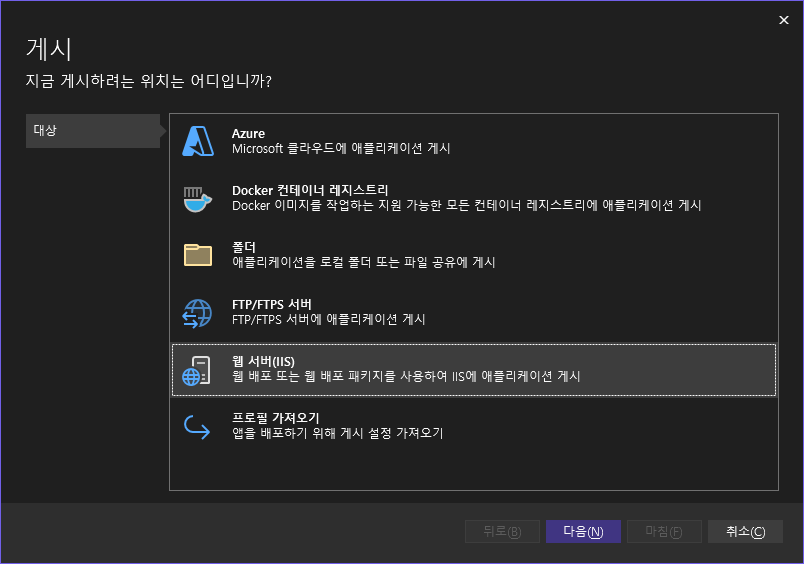 게시
지금 게시하려는 위치는 어디입니까?
대상
Azure
Microsoft 클라우드에 애플리케이션 게시
Docker 컨테이너 레지스트리
Docker 이미지를 작업하는 지원 가능한 모든 컨테이너 레지스트리에 애플리케이션 게시
폴더
애플리케이션을 로컬 폴더 또는 파일 공유에 게시
FTP/FTPS 서버
FTP/FTPS 서버에 애플리케이션 게시
웹 서버(IIS)
웹 배포 또는 웹 배포 패키지를 사용하여 IIS에 애플리케이션 게시
프로필 가져오기
앱을 배포하기 위해 게시 설정 가져오기
뒤로(B) 다음(N) 마침(F) 취소(C)